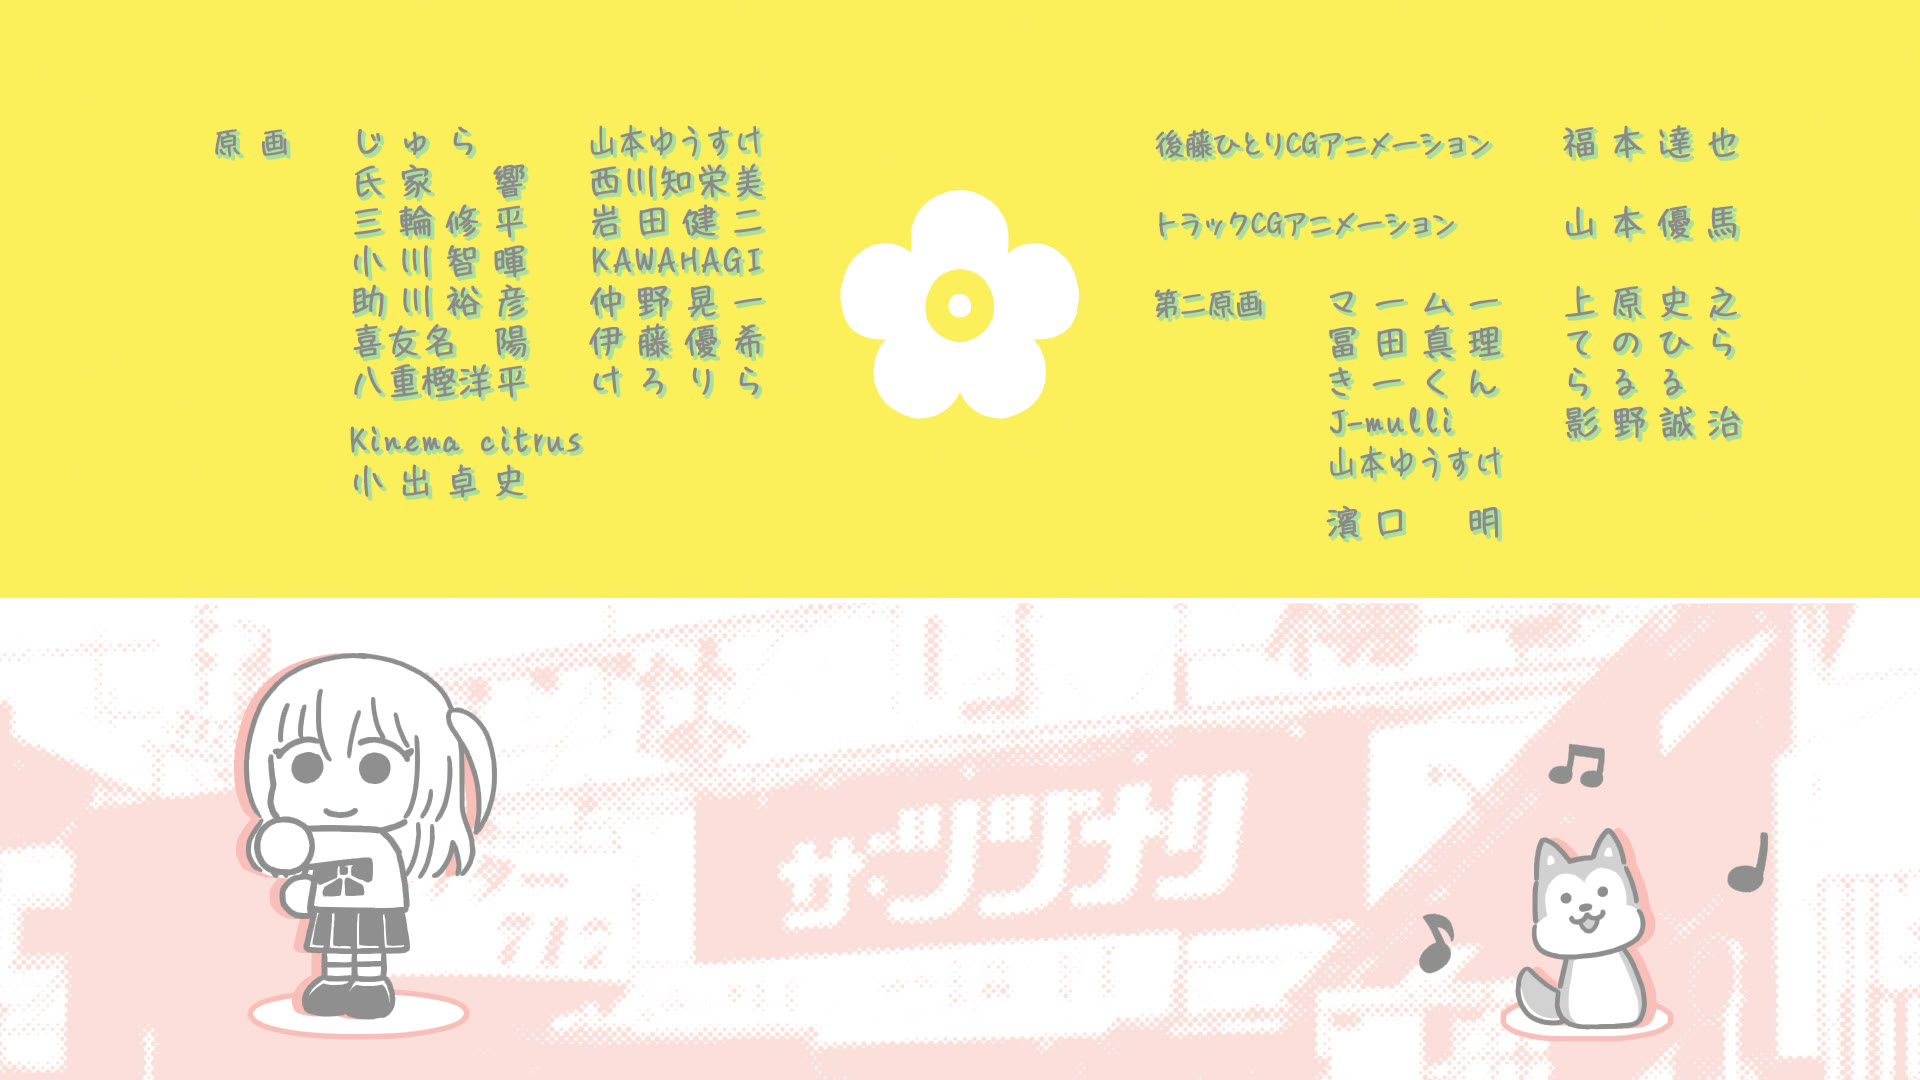 原画 じゅら 山本ゆうすけ
氏家 響 西川知栄美
三輪修平 岩田健二
小川智暉 KAWAHAGI
助川裕彦 仲野晃一
喜友名 陽 伊藤優希
八重樫洋平 けろりら
Kinema citrus
小出卓史
後藤ひとりCGアニメーション 福本達也
トラックCGアニメーション 山本優馬
第二原画 マームー 上原史之
冨田真理 てのひら
きーくん らるる
J-mulli 影野誠治
山本ゆうすけ
濱口 明
ザ・ツヅナリ